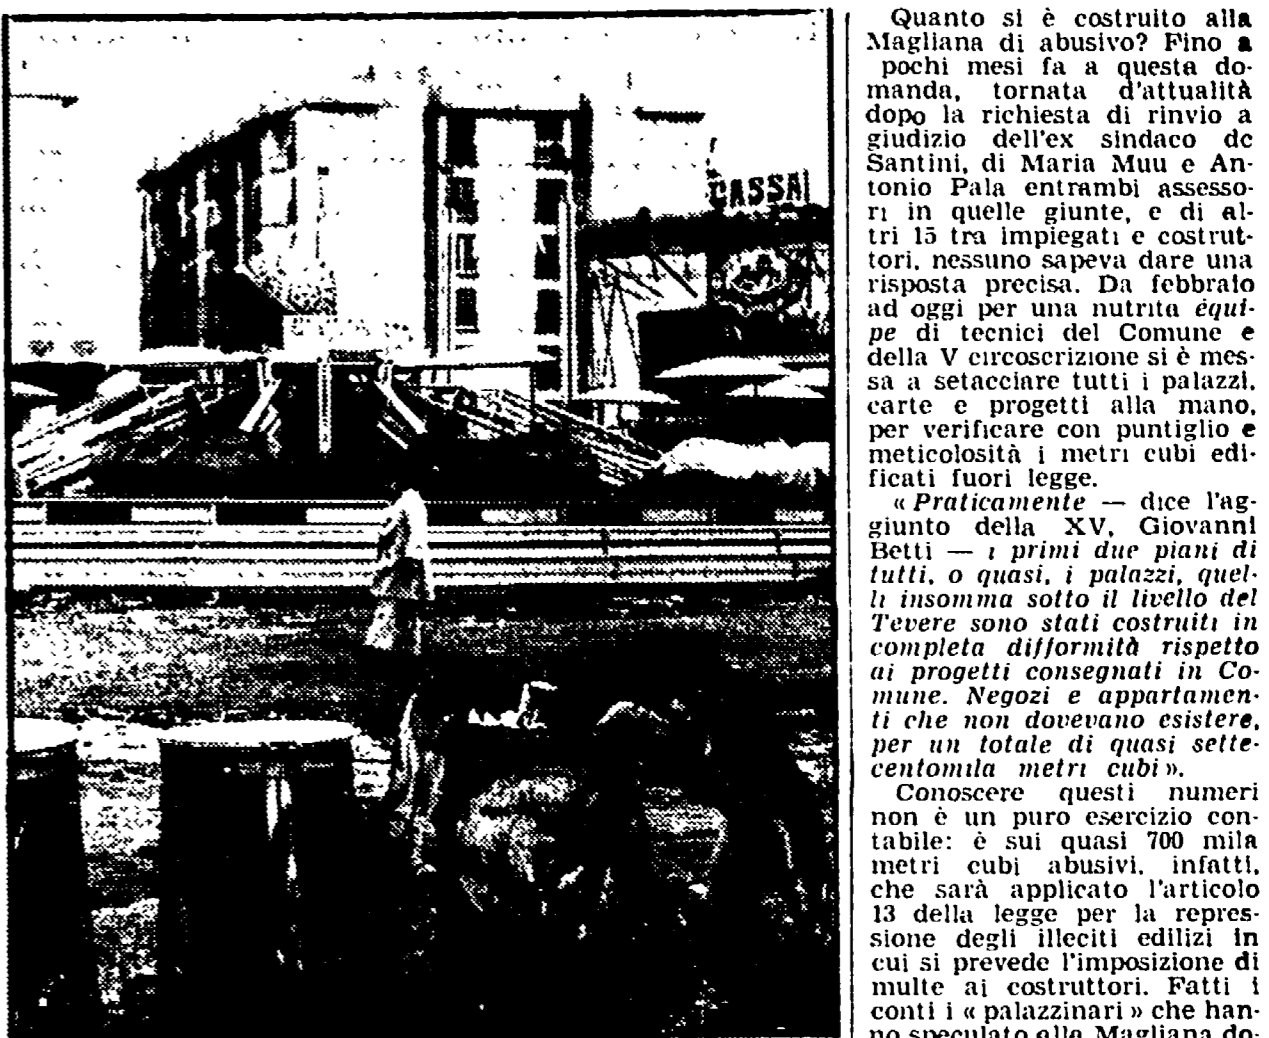 CASSA
Quanto si è costruito alla
Magliana di abusivo? Fino a
pochi mesi fa a questa do-
manda, tornata d'attualità
dopo la richiesta di rinvio a
giudizio dell'ex sindaco dc
Santini, di Maria Muu e An-
tonio Pala entrambi assesso-
ri in quelle giunte, e di al-
tri 15 tra impiegati e costrut-
tori, nessuno sapeva dare una
risposta precisa. Da febbraio
ad oggi per una nutrita équi-
pe di tecnici del Comune e
della V circoscrizione si è mes-
sa a setacciare tutti i palazzi,
carte e progetti alla mano,
per verificare con puntiglio e
meticolosità i metri cubi edi-
ficati fuori legge.
« Praticamente — dice l'ag-
giunto della XV, Giovanni
Betti — i primi due piani di
tutti, o quasi, i palazzi, quel-
li insomma sotto il livello del
Tevere sono stati costruiti in
completa difformità rispetto
ai progetti consegnati in Co-
mune. Negozi e appartamen-
ti che non dovevano esistere,
per un totale di quasi sette-
centomila metri cubi ».
Conoscere questi numeri
non è un puro esercizio con-
tabile: è sui quasi 700 mila
metri cubi abusivi, infatti,
che sarà applicato l'articolo
13 della legge per la repres-
sione degli illeciti edilizi in
cui si prevede l'imposizione di
multe ai costruttori. Fatti i
conti i « palazzinari » che han-
no speculato alla Magliana do-